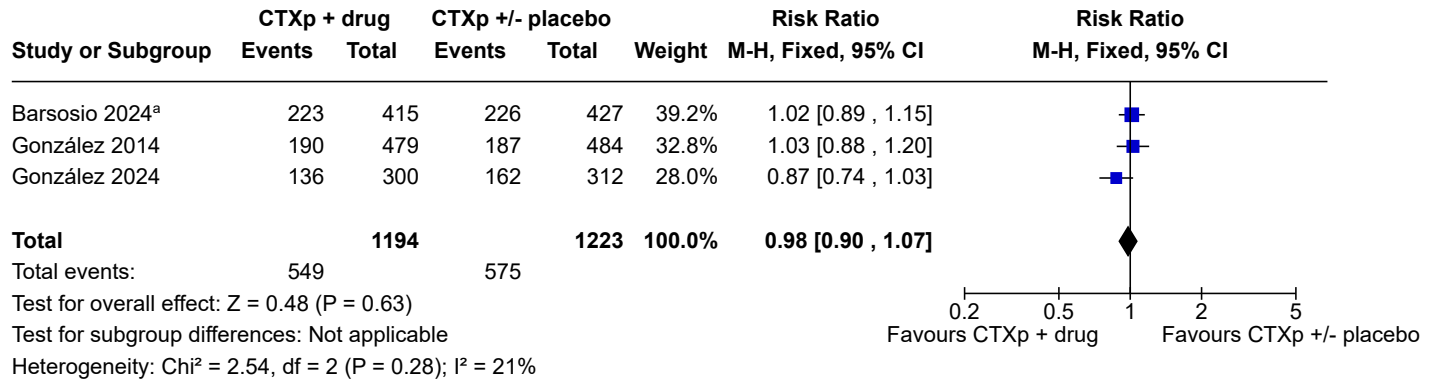 CTXp + drug CTXp +/- placebo Risk Ratio Risk Ratio
Study or Subgroup Events Total Events Total Weight M-H, Fixed, 95% CI M-H, Fixed, 95% CI
Barsosio 2024ᵃ 223 415 226 427 39.2% 1.02 [0.89 , 1.15]
González 2014 190 479 187 484 32.8% 1.03 [0.88 , 1.20]
González 2024 136 300 162 312 28.0% 0.87 [0.74 , 1.03]
Total 1194 1223 100.0% 0.98 [0.90 , 1.07]
Total events: 549 575
Test for overall effect: Z = 0.48 (P = 0.63)
0.2 0.5 1 2 5
Test for subgroup differences: Not applicable
Favours CTXp + drug Favours CTXp +/- placebo
Heterogeneity: Chi² = 2.54, df = 2 (P = 0.28); I² = 21%